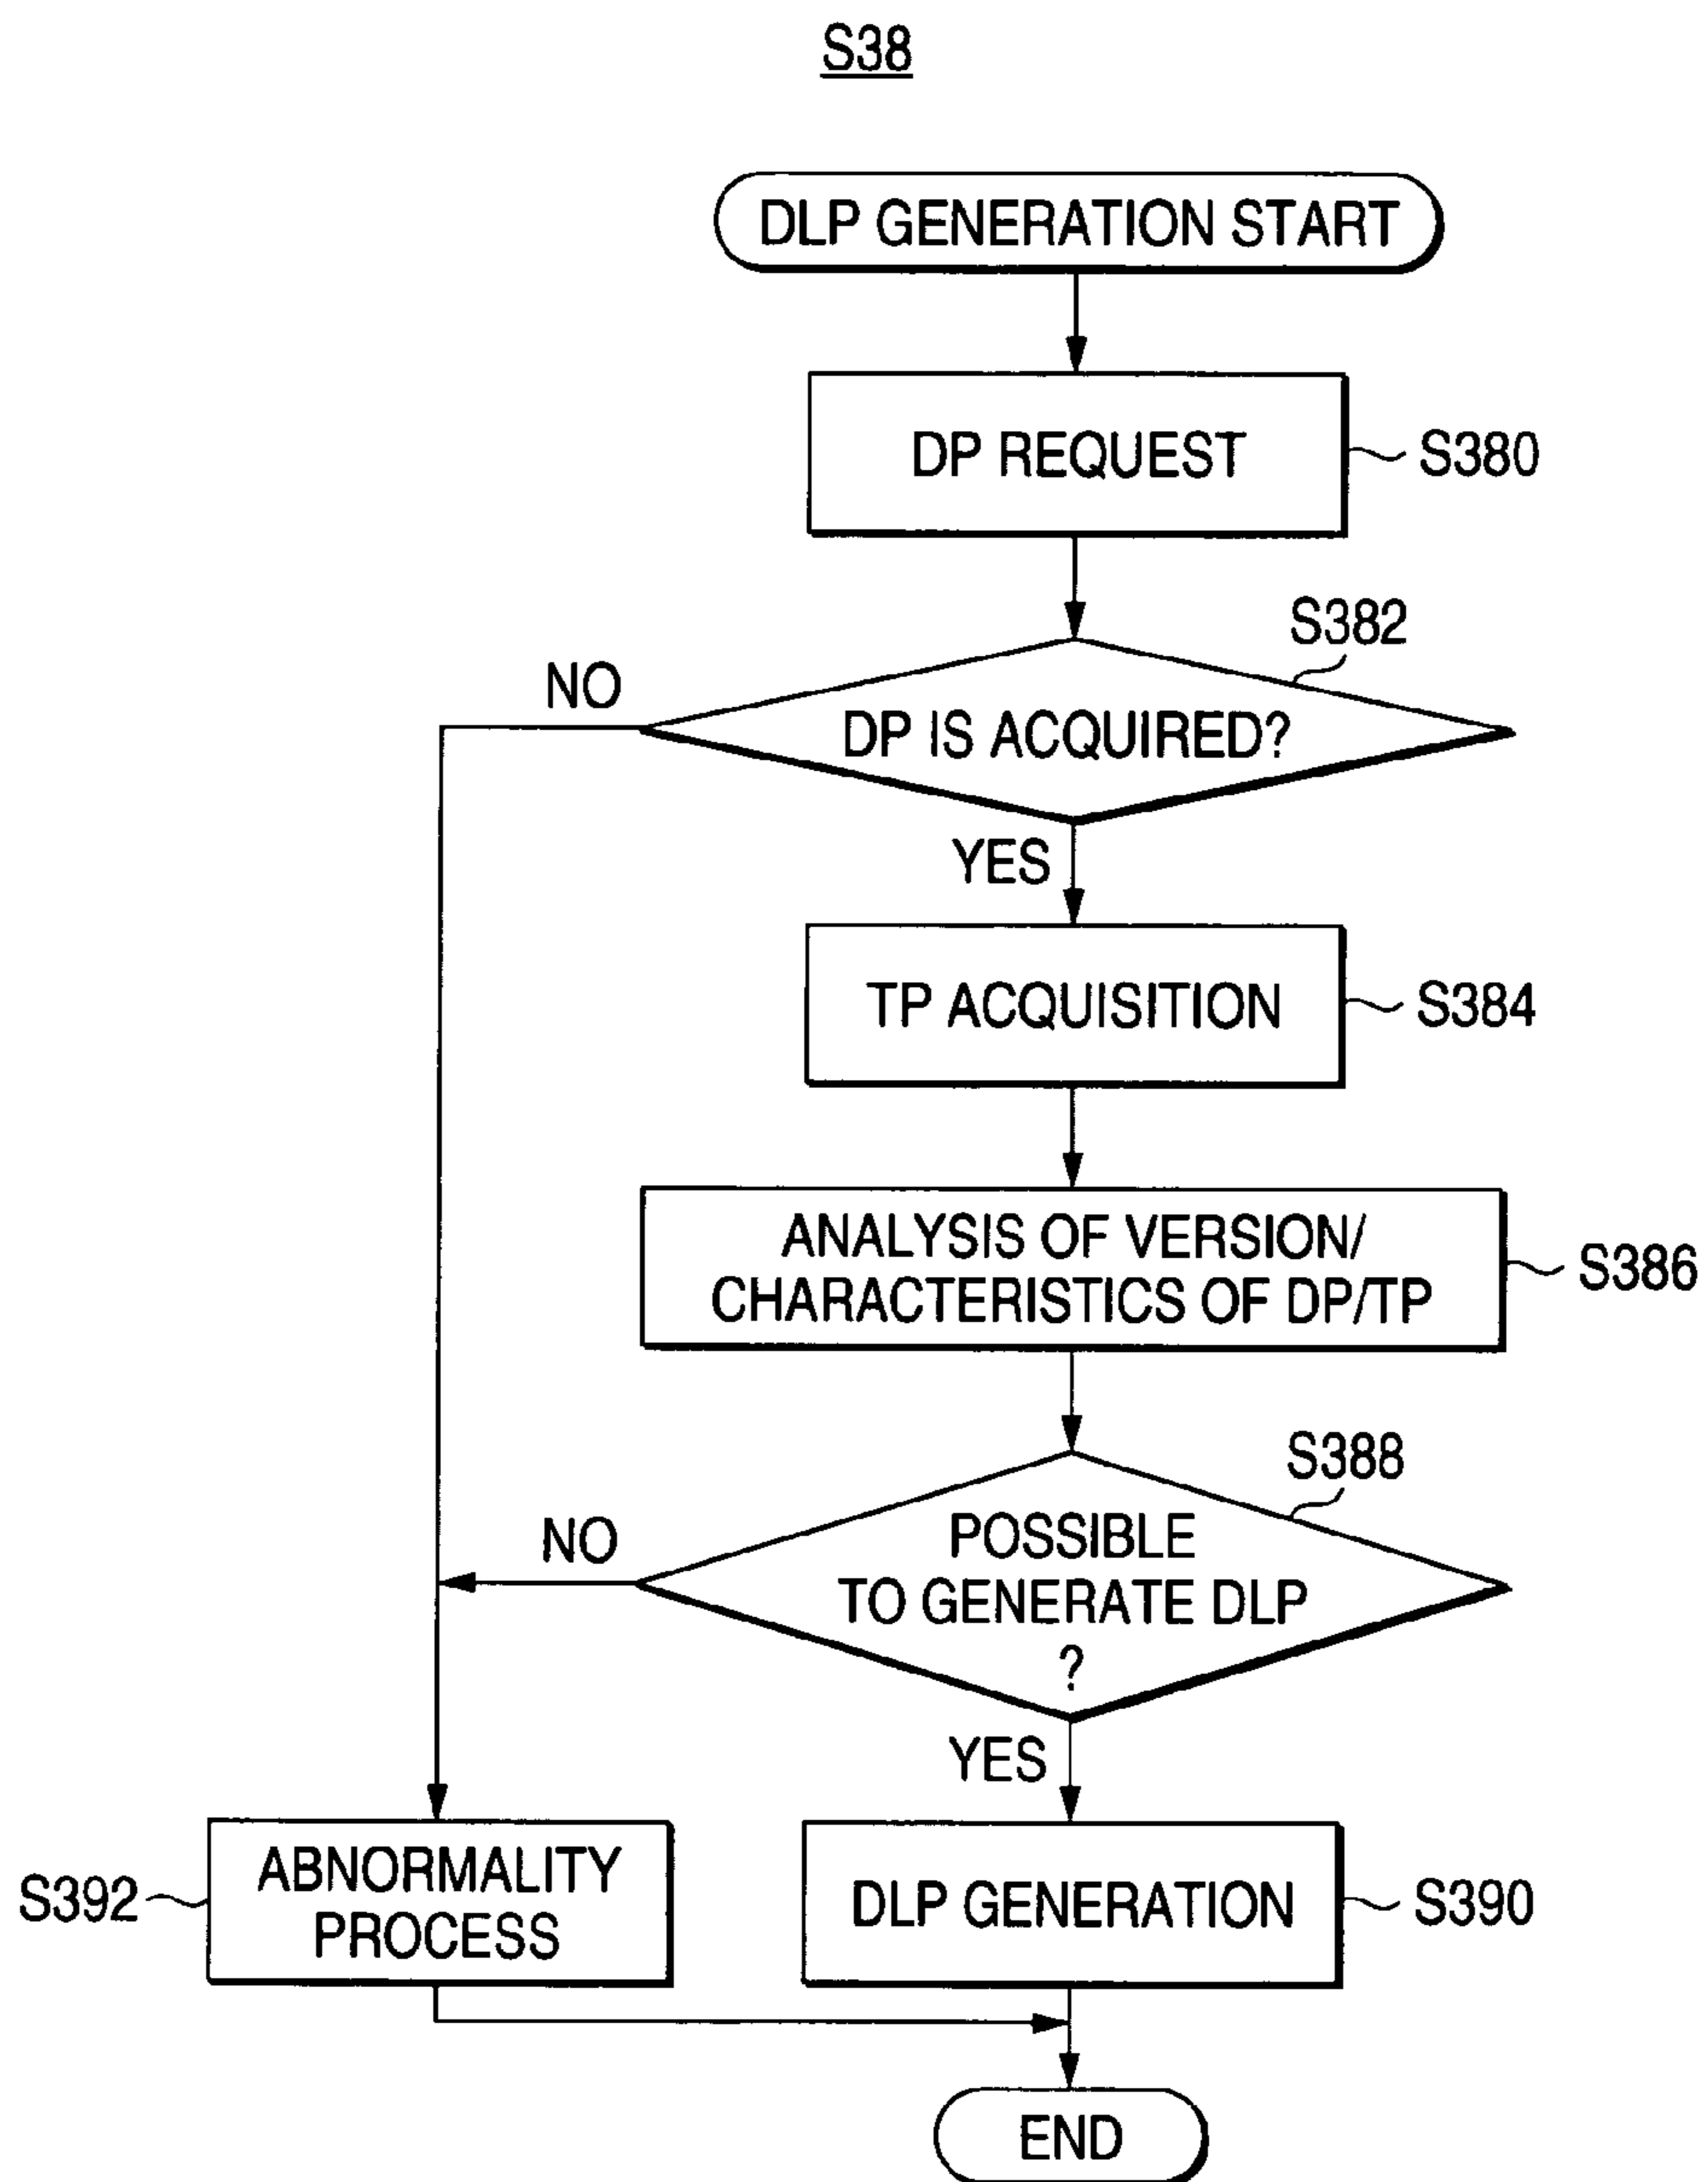 S38
DLP GENERATION START
DP REQUEST
S380
S382
NO
DP IS ACQUIRED?
YES
TP ACQUISITION
S384
ANALYSIS OF VERSION/
CHARACTERISTICS OF DP/TP
S386
S388
NO
POSSIBLE
TO GENERATE DLP
?
YES
S392
ABNORMALITY
PROCESS
DLP GENERATION
S390
END